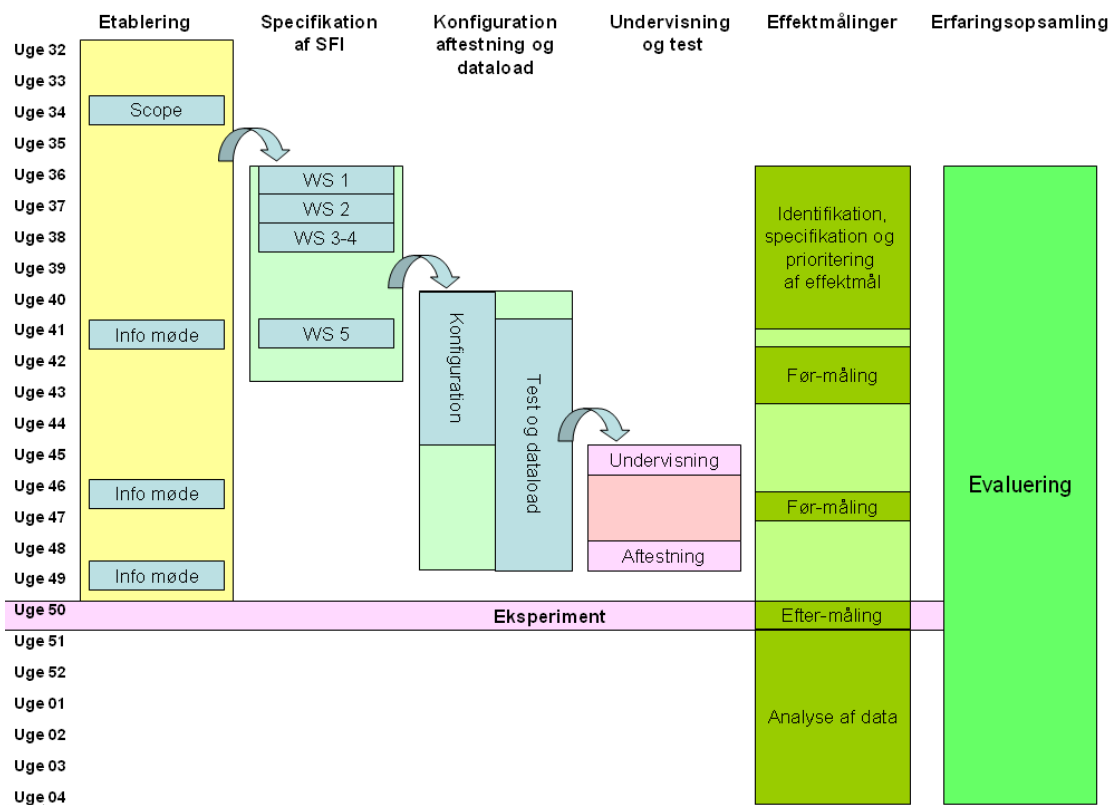 Etablering
Specifikation
af SFI
Konfiguration
aftestning og
dataload
Undervisning
og test
Effektmålinger
Erfaringsopsamling
Uge 32
Uge 33
Uge 34
Uge 35
Uge 36
Uge 37
Uge 38
Uge 39
Uge 40
Uge 41
Uge 42
Uge 43
Uge 44
Uge 45
Uge 46
Uge 47
Uge 48
Uge 49
Uge 50
Uge 51
Uge 52
Uge 01
Uge 02
Uge 03
Uge 04
Scope
Info møde
Info møde
Info møde
WS 1
WS 2
WS 3-4
WS 5
Konfiguration
Test og dataload
Undervisning
Aftestning
Eksperiment
Identifikation,
specifikation og
prioritering
af effektmål
Før-måling
Før-måling
Efter-måling
Analyse af data
Evaluering